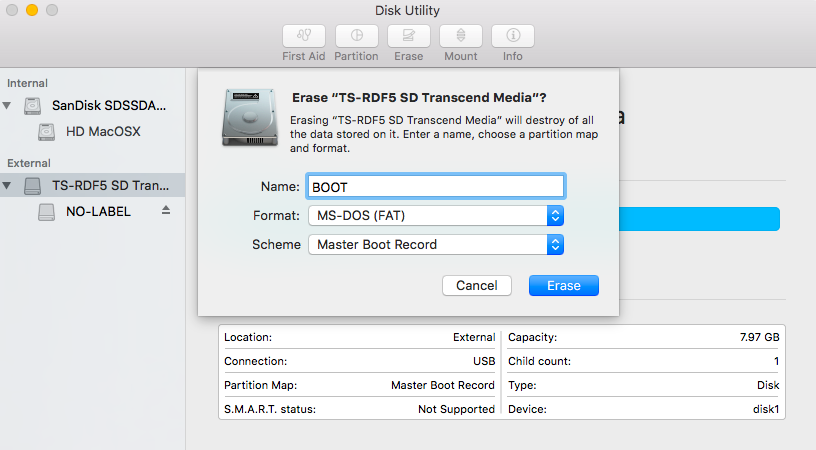 Disk Utility
First Aid
Partition
Erase
Mount
Info
Internal
SanDisk SDSSDA...
HD MacOSX
External
TS-RDF5 SD Tran...
NO-LABEL
a
Erase “TS-RDF5 SD Transcend Media”?
Erasing “TS-RDF5 SD Transcend Media” will destroy of all
the data stored on it. Enter a name, choose a partition map
and format.
Name: BOOT
Format: MS-DOS (FAT)
Scheme Master Boot Record
Cancel
Erase
Location: External
Capacity: 7.97 GB
Connection: USB
Child count: 1
Partition Map: Master Boot Record
Type: Disk
S.M.A.R.T. status: Not Supported
Device: disk1